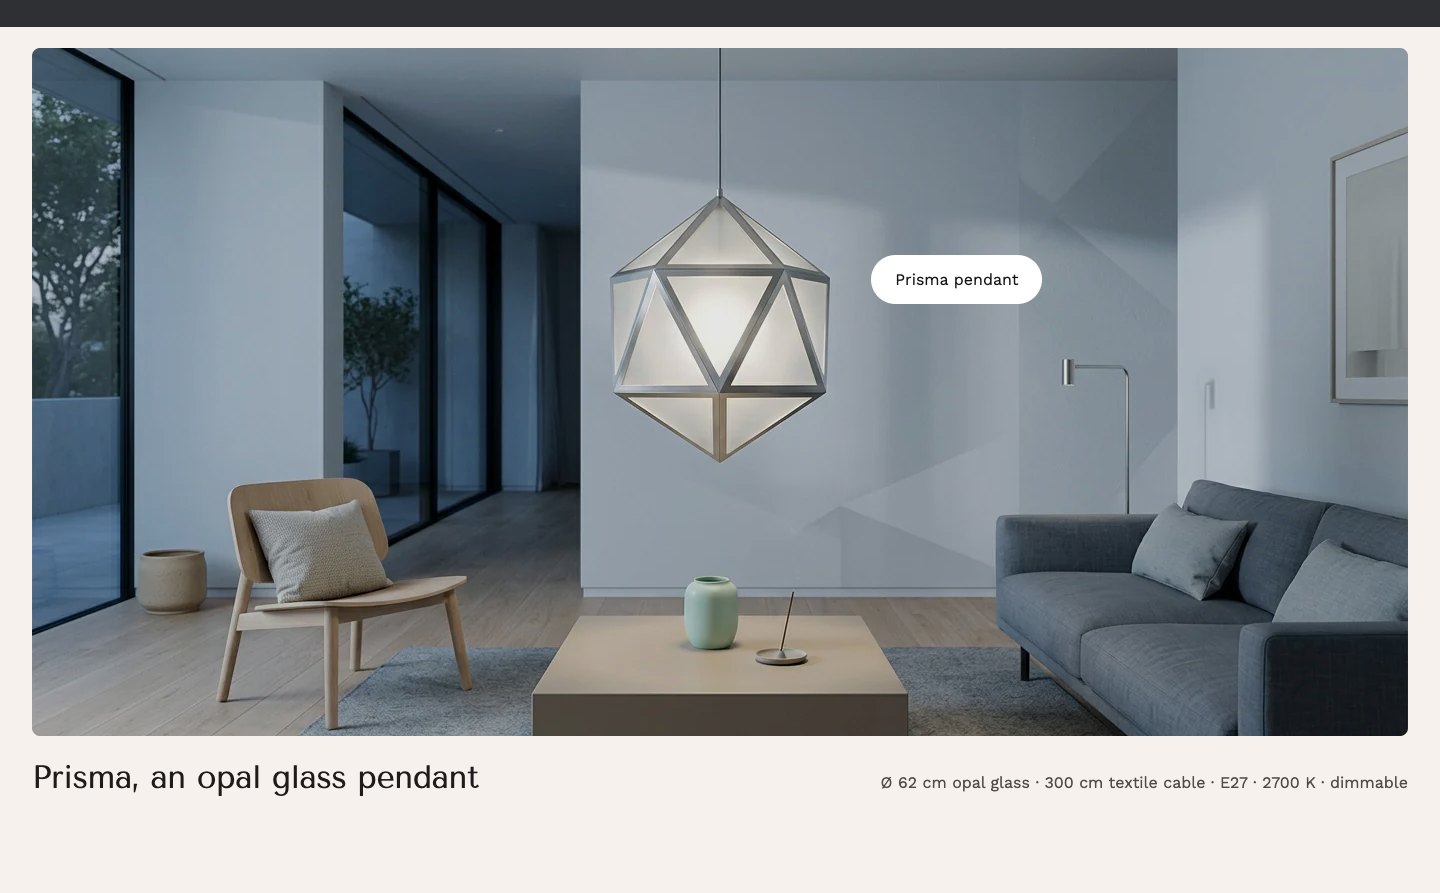 Prisma pendant
Prisma, an opal glass pendant
Ø 62 cm opal glass · 300 cm textile cable · E27 · 2700 K · dimmable